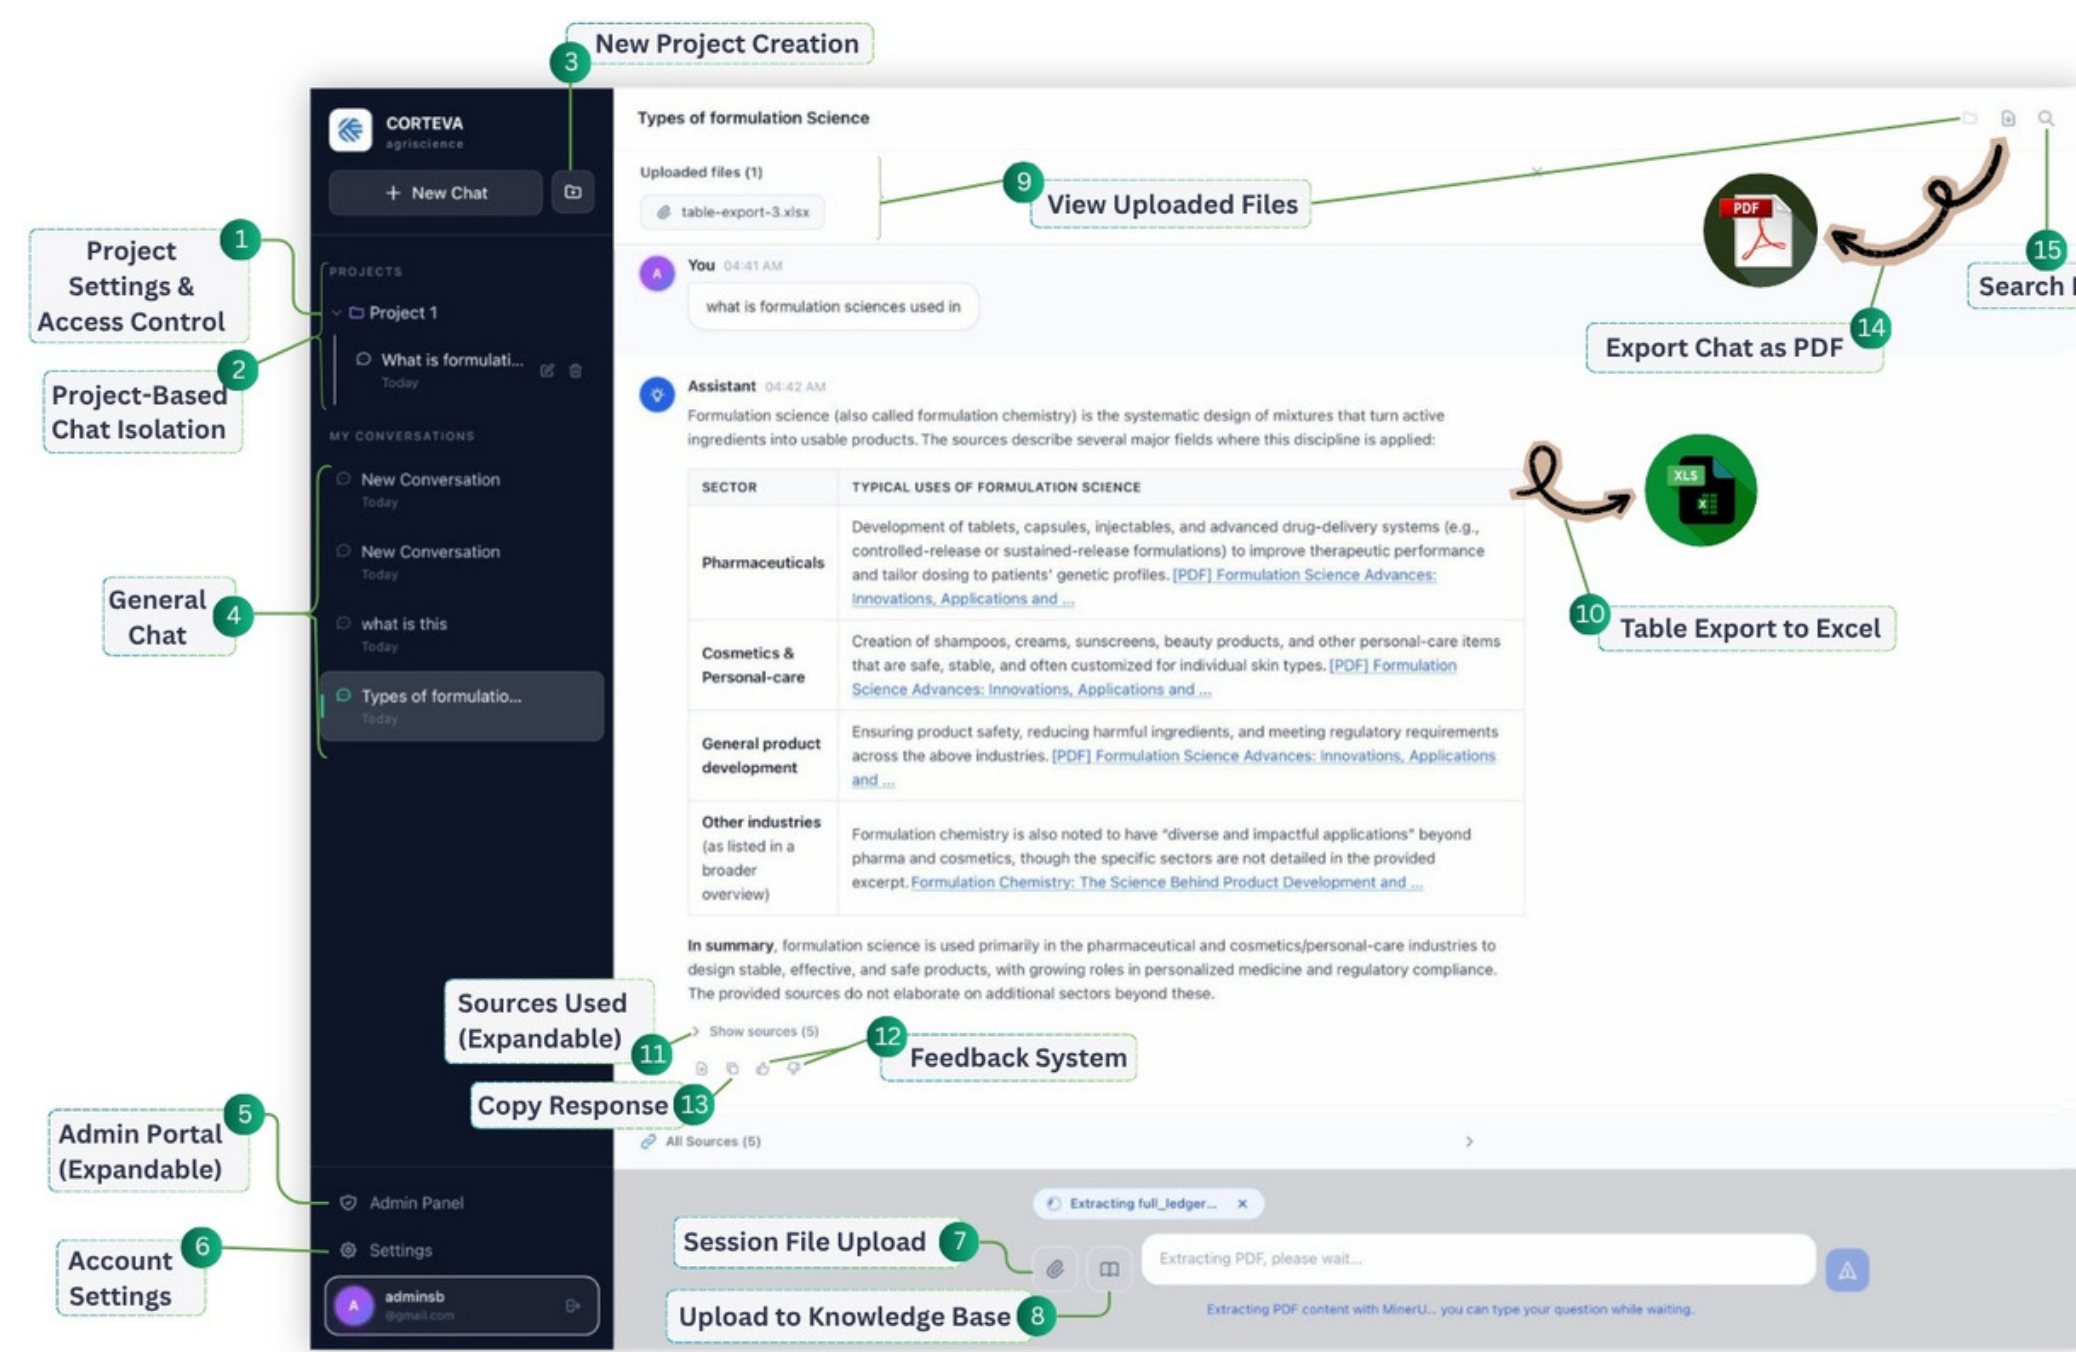 New Project Creation
3
CORTEVA
agriscience
+ New Chat
PROJECTS
Project 1
What is formulati...
Today
MY CONVERSATIONS
New Conversation
Today
New Conversation
Today
what is this
Today
Types of formulatio...
Today
Admin Panel
Settings
A
adminsb
@gmail.com
1
Project
Settings &
Access Control
2
Project-Based
Chat Isolation
General
Chat
4
5
Admin Portal
(Expandable)
6
Account
Settings
Types of formulation Science
Uploaded files (1)
table-export-3.xlsx
9
View Uploaded Files
PDF
15
Search
14
Export Chat as PDF
A
You 04:41 AM
what is formulation sciences used in
Assistant 04:42 AM
Formulation science (also called formulation chemistry) is the systematic design of mixtures that turn active
ingredients into usable products. The sources describe several major fields where this discipline is applied:
SECTOR
TYPICAL USES OF FORMULATION SCIENCE
Pharmaceuticals
Development of tablets, capsules, injectables, and advanced drug-delivery systems (e.g.,
controlled-release or sustained-release formulations) to improve therapeutic performance
and tailor dosing to patients' genetic profiles. [PDF] Formulation Science Advances:
Innovations, Applications and ...
Cosmetics &
Personal-care
Creation of shampoos, creams, sunscreens, beauty products, and other personal-care items
that are safe, stable, and often customized for individual skin types. [PDF] Formulation
Science Advances: Innovations, Applications and ...
General product
development
Ensuring product safety, reducing harmful ingredients, and meeting regulatory requirements
across the above industries. [PDF] Formulation Science Advances: Innovations, Applications
and ...
Other industries
(as listed in a
broader
overview)
Formulation chemistry is also noted to have "diverse and impactful applications" beyond
pharma and cosmetics, though the specific sectors are not detailed in the provided
excerpt. Formulation Chemistry: The Science Behind Product Development and ...
XLS
X
10
Table Export to Excel
In summary, formulation science is used primarily in the pharmaceutical and cosmetics/personal-care industries to
design stable, effective, and safe products, with growing roles in personalized medicine and regulatory compliance.
The provided sources do not elaborate on additional sectors beyond these.
Sources Used
(Expandable)
11
Show sources (5)
12
Feedback System
Copy Response
13
All Sources (5)
Extracting full_ledger...
Session File Upload
7
Extracting PDF, please wait...
Upload to Knowledge Base
8
Extracting PDF content with MinerU... you can type your question while waiting.